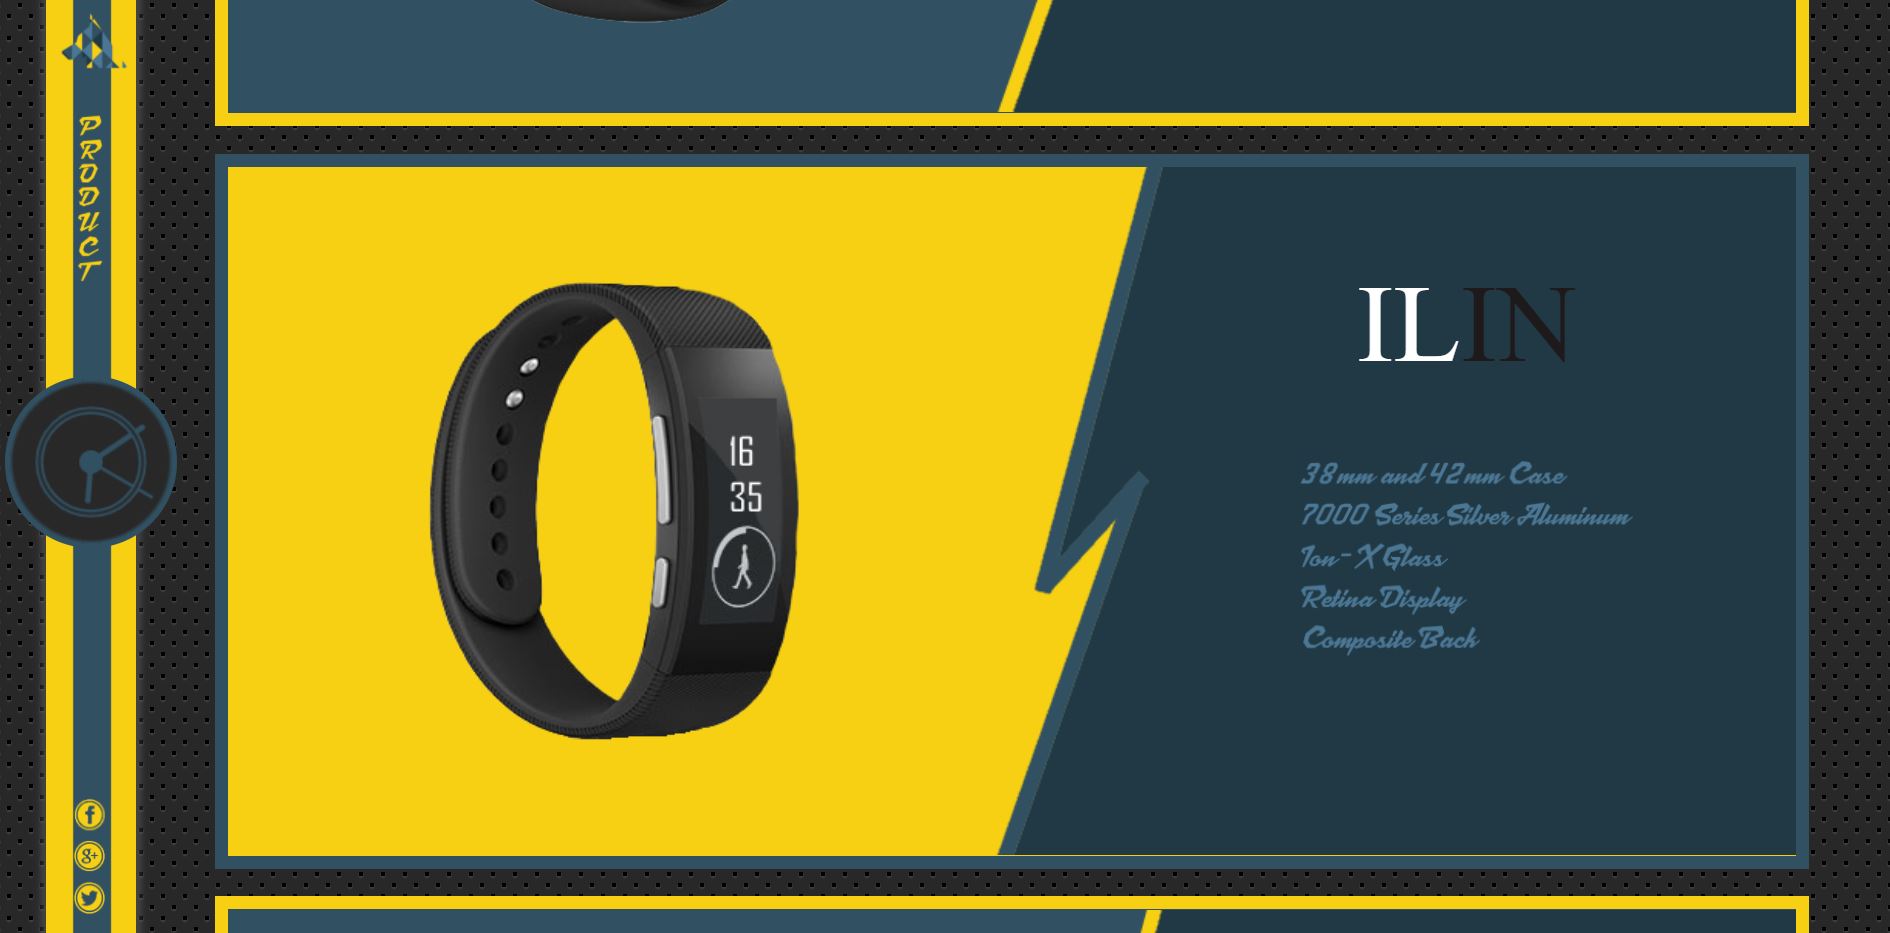 PRODUCT
16
35
ILIN
38mm and 42mm Case
7000 Series Silver Aluminum
Ion-X Glass
Retina Display
Composite Back
f
g+